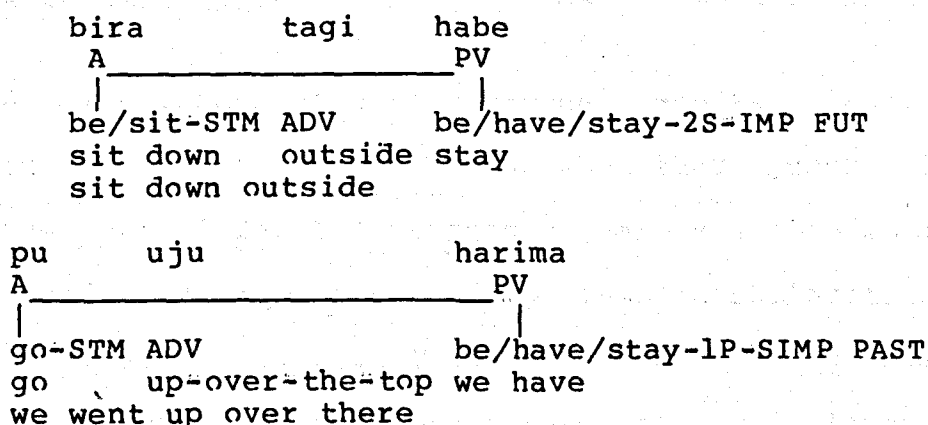 bira tagi habe
A PV
be/sit-STM ADV be/have/stay-2S-IMP FUT
sit down outside stay
sit down outside
pu uju harima
A PV
go-STM ADV be/have/stay-1P-SIMP PAST
go up-over-the-top we have
we went up over there